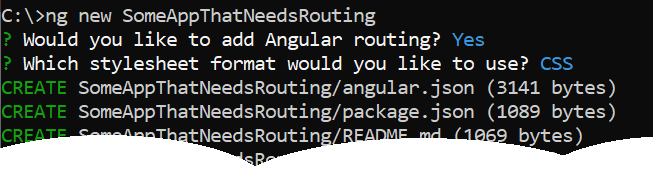 C:\>ng new SomeAppThatNeedsRouting
? Would you like to add Angular routing? Yes
? Which stylesheet format would you like to use? CSS
CREATE SomeAppThatNeedsRouting/angular.json (3141 bytes)
CREATE SomeAppThatNeedsRouting/package.json (1089 bytes)
CREATE SomeAppThatNeedsRouting/README.md (1069 bytes)